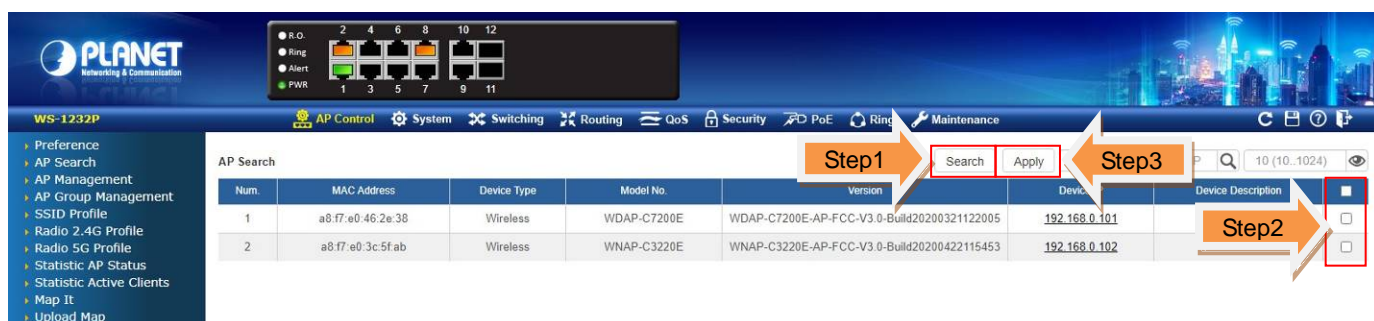 PLANET
Networking & Communication
R.O.
Ring
Alert
PWR
2 4 6 8 10 12
1 3 5 7 9 11
WS-1232P
AP Control System Switching Routing QoS Security PoE Ring Maintenance
Preference
AP Search
AP Management
AP Group Management
SSID Profile
Radio 2.4G Profile
Radio 5G Profile
Statistic AP Status
Statistic Active Clients
Map It
Upload Map
AP Search
Step1
Search
Apply
Step3
P
10 (10..1024)
Num. MAC Address Device Type Model No. Version Device Description
1 a8:f7:e0:46:2e:38 Wireless WDAP-C7200E WDAP-C7200E-AP-FCC-V3.0-Build20200321122005 192.168.0.101
2 a8:f7:e0:3c:5f:ab Wireless WNAP-C3220E WNAP-C3220E-AP-FCC-V3.0-Build20200422115453 192.168.0.102
Step2